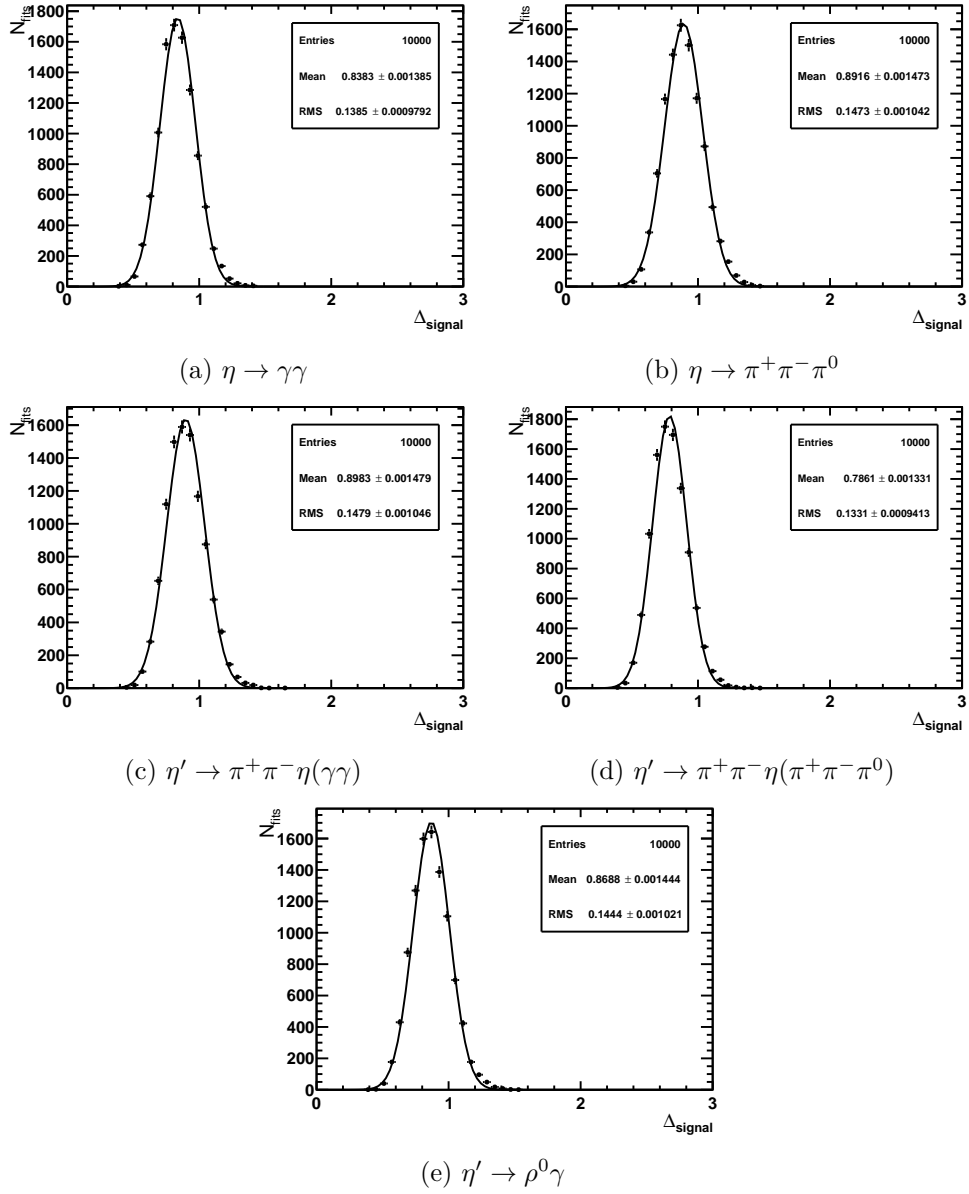 N_fits
1600
1400
1200
1000
800
600
400
200
0
0 1 2 3
Δ_signal
Entries 10000
Mean 0.8383 ± 0.001385
RMS 0.1385 ± 0.0009792
(a) η → γγ
N_fits
1600
1400
1200
1000
800
600
400
200
0
0 1 2 3
Δ_signal
Entries 10000
Mean 0.8916 ± 0.001473
RMS 0.1473 ± 0.001042
(b) η → π⁺π⁻π⁰
N_fits
1600
1400
1200
1000
800
600
400
200
0
0 1 2 3
Δ_signal
Entries 10000
Mean 0.8983 ± 0.001479
RMS 0.1479 ± 0.001046
(c) η′ → π⁺π⁻η(γγ)
N_fits
1800
1600
1400
1200
1000
800
600
400
200
0
0 1 2 3
Δ_signal
Entries 10000
Mean 0.7861 ± 0.001331
RMS 0.1331 ± 0.0009413
(d) η′ → π⁺π⁻η(π⁺π⁻π⁰)
N_fits
1600
1400
1200
1000
800
600
400
200
0
0 1 2 3
Δ_signal
Entries 10000
Mean 0.8688 ± 0.001444
RMS 0.1444 ± 0.001021
(e) η′ → ρ⁰γ